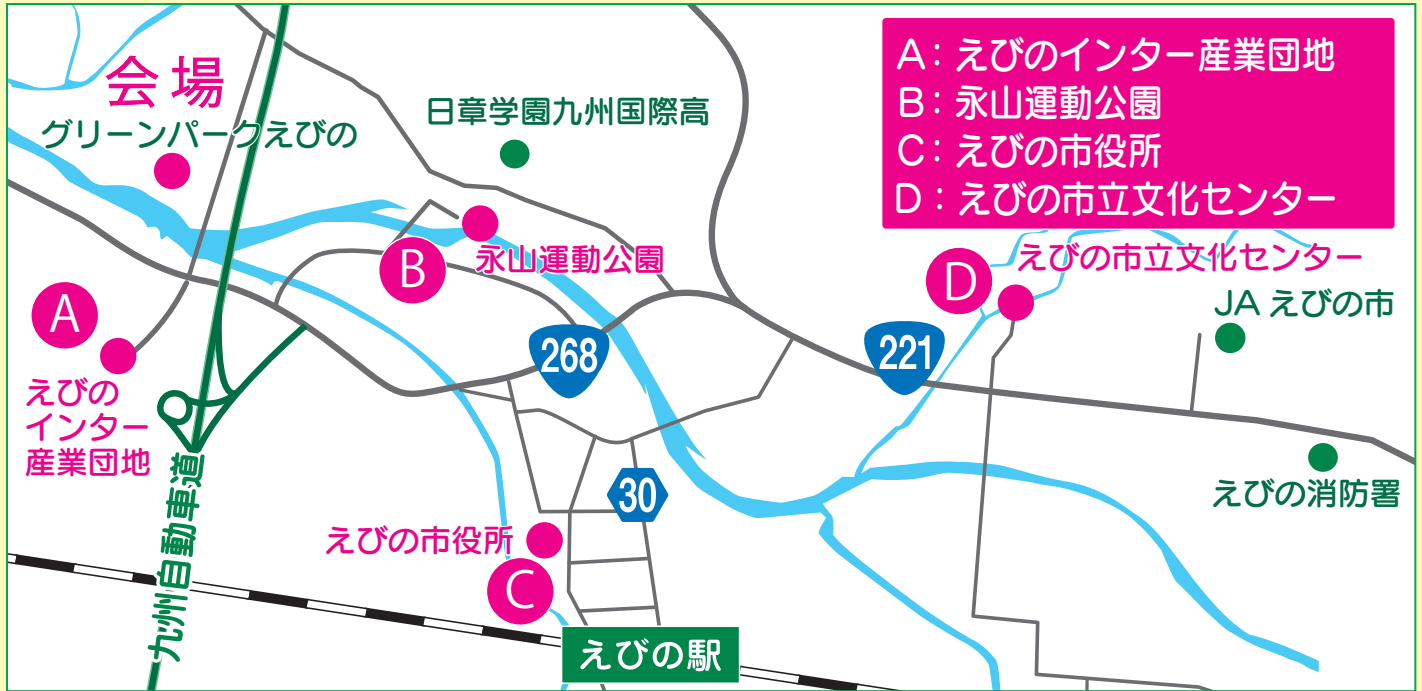 会場
グリーンパークえびの
日章学園九州国際高
A：えびのインター産業団地
B：永山運動公園
C：えびの市役所
D：えびの市立文化センター
永山運動公園
B
D
えびの市立文化センター
A
JA えびの市
268
221
えびの
インター
産業団地
九州自動車道
30
えびの消防署
えびの市役所
C
えびの駅